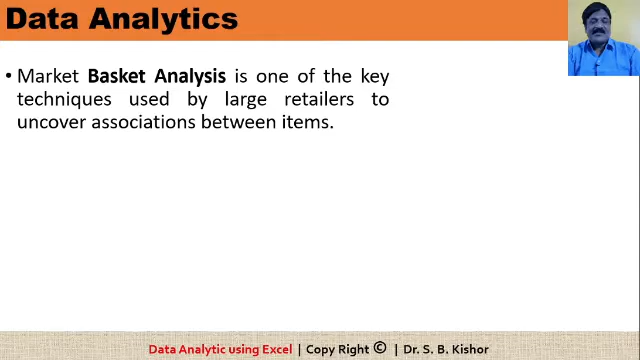 Data Analytics
• Market Basket Analysis is one of the key
techniques used by large retailers to
uncover associations between items.
Data Analytic using Excel | Copy Right © | Dr. S. B. Kishor